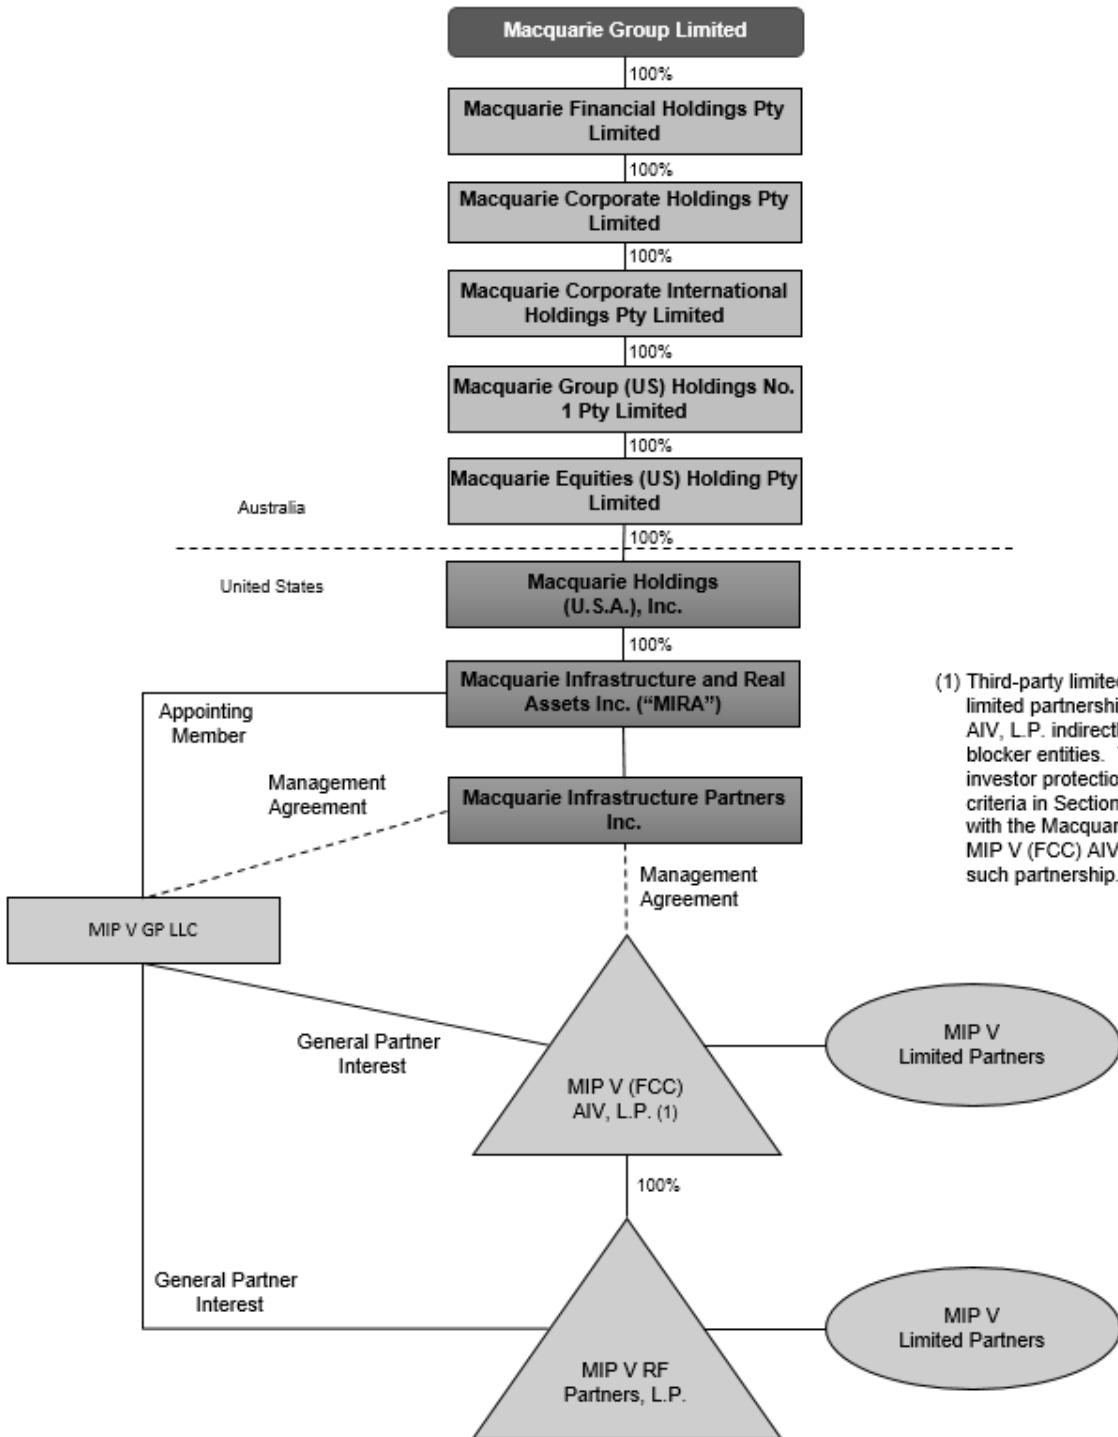 Macquarie Group Limited
100%
Macquarie Financial Holdings Pty
Limited
100%
Macquarie Corporate Holdings Pty
Limited
100%
Macquarie Corporate International
Holdings Pty Limited
100%
Macquarie Group (US) Holdings No.
1 Pty Limited
100%
Macquarie Equities (US) Holding Pty
Limited
Australia
100%
United States
Macquarie Holdings
(U.S.A.), Inc.
100%
Macquarie Infrastructure and Real
Assets Inc. (“MIRA”)
Appointing
Member
(1) Third-party limited
limited partnershi
AIV, L.P. indirectl
blocker entities.
investor protectio
criteria in Section
with the Macquar
MIP V (FCC) AIV
such partnership.
Management
Agreement
Macquarie Infrastructure Partners
Inc.
Management
Agreement
MIP V GP LLC
General Partner
Interest
MIP V (FCC)
AIV, L.P. (1)
MIP V
Limited Partners
100%
General Partner
Interest
MIP V RF
Partners, L.P.
MIP V
Limited Partners